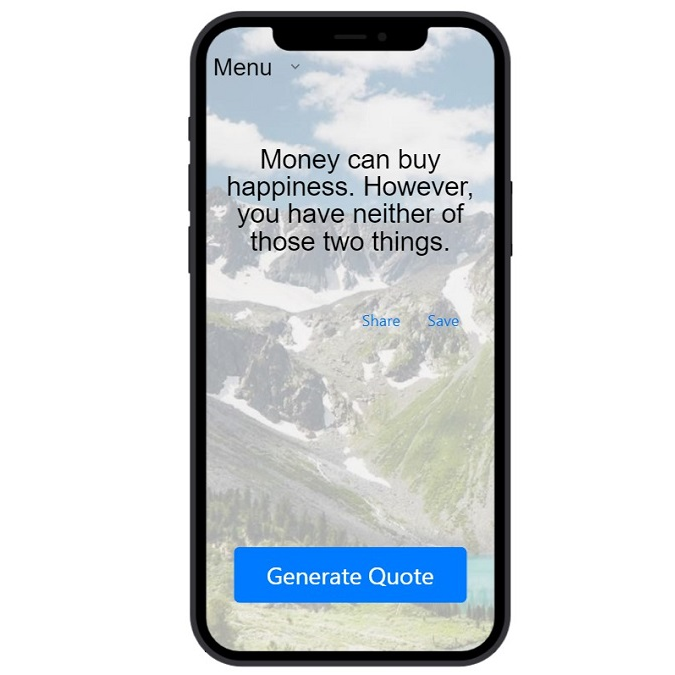 Menu
Money can buy
happiness. However,
you have neither of
those two things.
Share Save
Generate Quote